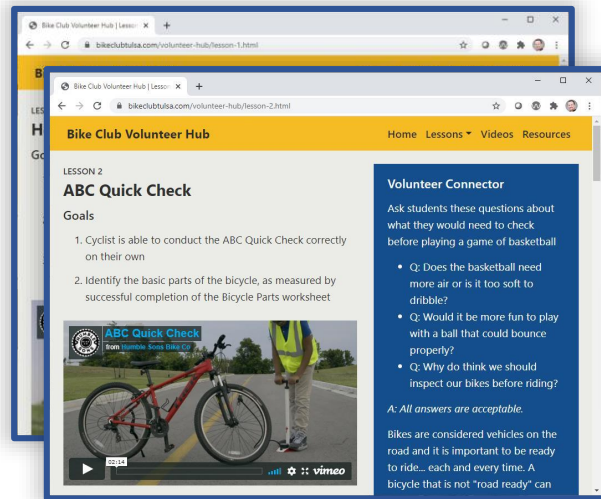 Bike Club Volunteer Hub | Lesson
bikeclubtulsa.com/volunteer-hub/lesson-1.html
B
LES
H
Go
Bike Club Volunteer Hub | Lesson
bikeclubtulsa.com/volunteer-hub/lesson-2.html
Bike Club Volunteer Hub
Home Lessons Videos Resources
LESSON 2
ABC Quick Check
Goals
1. Cyclist is able to conduct the ABC Quick Check correctly
on their own
2. Identify the basic parts of the bicycle, as measured by
successful completion of the Bicycle Parts worksheet
ABC Quick Check
from Humble Sons Bike Co
02:14
vimeo
Volunteer Connector
Ask students these questions about
what they would need to check
before playing a game of basketball
• Q: Does the basketball need
more air or is it too soft to
dribble?
• Q: Would it be more fun to play
with a ball that could bounce
properly?
• Q: Why do think we should
inspect our bikes before riding?
A: All answers are acceptable.
Bikes are considered vehicles on the
road and it is important to be ready
to ride... each and every time. A
bicycle that is not "road ready" can